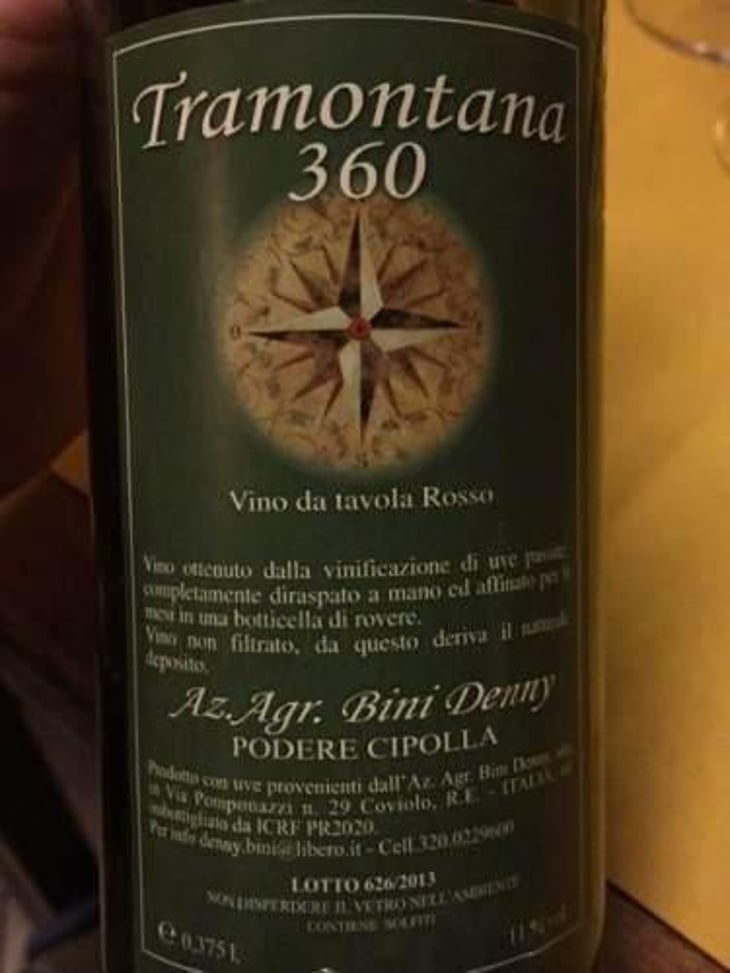 Tramontana
360
O
Vino da tavola Rosso
Vino ottenuto dalla vinificazione di uve passite,
completamente diraspato a mano ed affinato per
mesi in una botticella di rovere.
Vino non filtrato, da questo deriva il naturale
deposito.
Az.Agr. Bini Denny
PODERE CIPOLLA
Prodotto con uve provenienti dall'Az. Agr. Bini Denny,
in Via Pomponazzi n. 29 Coviolo, R.E. - ITALIA,
imbottigliato da ICRF PR2020.
Per info denny.bini@libero.it - Cell.320.0229600
LOTTO 626/2013
NON DISPERDERE IL VETRO NELL'AMBIENTE
CONTIENE SOLFITI
e 0,375 L
11%